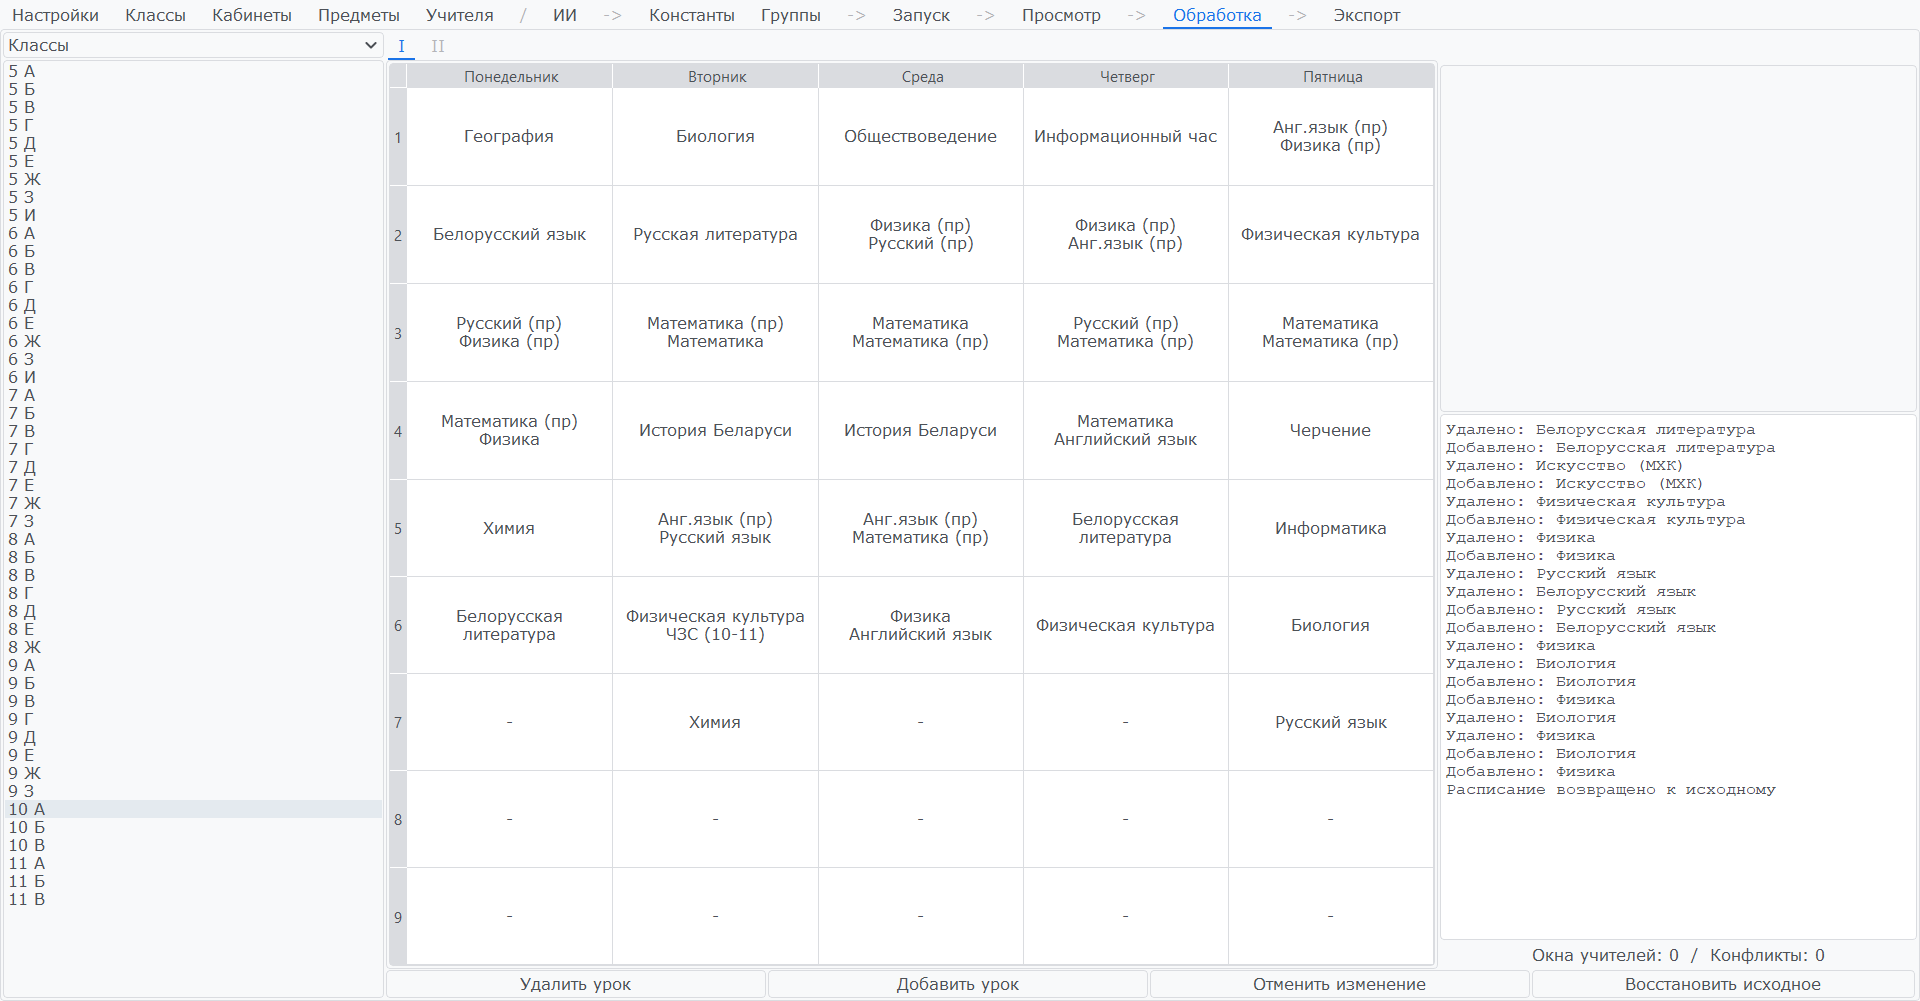 Настройки Классы Кабинеты Предметы Учителя / ИИ -> Константы Группы -> Запуск -> Просмотр -> Обработка -> Экспорт
Классы
I II
5 А
5 Б
5 В
5 Г
5 Д
5 Е
5 Ж
5 З
5 И
6 А
6 Б
6 В
6 Г
6 Д
6 Е
6 Ж
6 З
6 И
7 А
7 Б
7 В
7 Г
7 Д
7 Е
7 Ж
7 З
8 А
8 Б
8 В
8 Г
8 Д
8 Е
8 Ж
9 А
9 Б
9 В
9 Г
9 Д
9 Е
9 Ж
9 З
10 А
10 Б
10 В
11 А
11 Б
11 В
Понедельник Вторник Среда Четверг Пятница
1
География
Биология
Обществоведение
Информационный час
Анг.язык (пр)
Физика (пр)
2
Белорусский язык
Русская литература
Физика (пр)
Русский (пр)
Физика (пр)
Анг.язык (пр)
Физическая культура
3
Русский (пр)
Физика (пр)
Математика (пр)
Математика
Математика
Математика (пр)
Русский (пр)
Математика (пр)
Математика
Математика (пр)
4
Математика (пр)
Физика
История Беларуси
История Беларуси
Математика
Английский язык
Черчение
5
Химия
Анг.язык (пр)
Русский язык
Анг.язык (пр)
Математика (пр)
Белорусская
литература
Информатика
6
Белорусская
литература
Физическая культура
ЧЗС (10-11)
Физика
Английский язык
Физическая культура
Биология
7
-
Химия
-
-
Русский язык
8
-
-
-
-
-
9
-
-
-
-
-
Удалено: Белорусская литература
Добавлено: Белорусская литература
Удалено: Искусство (МХК)
Добавлено: Искусство (МХК)
Удалено: Физическая культура
Добавлено: Физическая культура
Удалено: Физика
Добавлено: Физика
Удалено: Русский язык
Удалено: Белорусский язык
Добавлено: Русский язык
Добавлено: Белорусский язык
Удалено: Физика
Удалено: Биология
Добавлено: Биология
Добавлено: Физика
Удалено: Биология
Удалено: Физика
Добавлено: Биология
Добавлено: Физика
Расписание возвращено к исходному
Окна учителей: 0 / Конфликты: 0
Удалить урок Добавить урок Отменить изменение Восстановить исходное